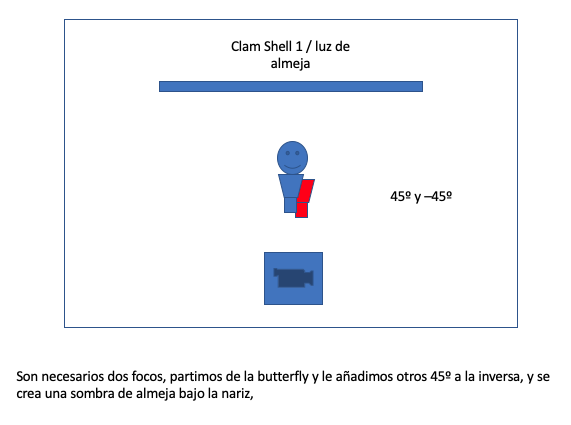 Clam Shell 1 / luz de
almeja
45º y –45º
Son necesarios dos focos, partimos de la butterfly y le añadimos otros 45º a la inversa, y se
crea una sombra de almeja bajo la nariz,